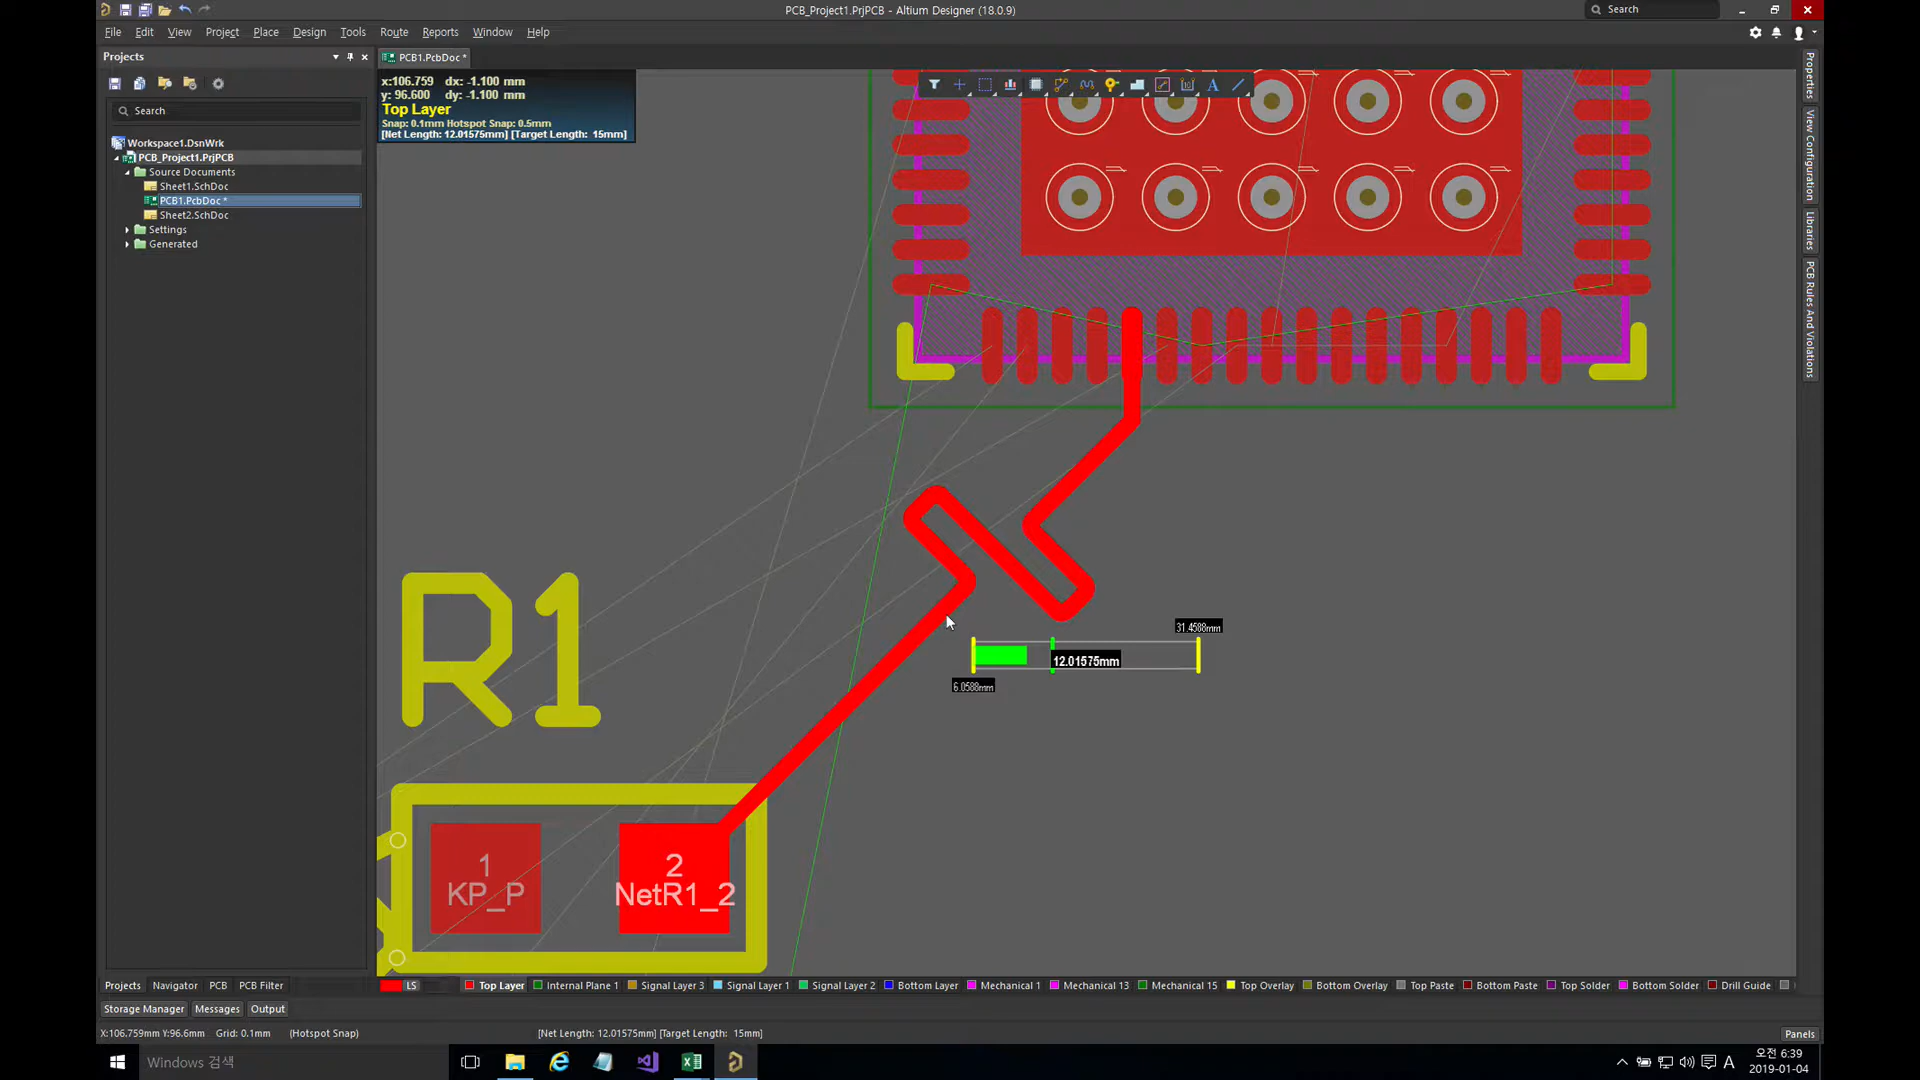 PCB_Project1.PrjPCB - Altium Designer (18.0.9)
Search
File Edit View Project Place Design Tools Route Reports Window Help
Projects
PCB1.PcbDoc *
Search
x:106.759 dx: -1.100 mm
y: 96.600 dy: -1.100 mm
Top Layer
Snap: 0.1mm Hotspot Snap: 0.5mm
[Net Length: 12.01575mm] [Target Length: 15mm]
Workspace1.DsnWrk
PCB_Project1.PrjPCB
Source Documents
Sheet1.SchDoc
PCB1.PcbDoc *
Sheet2.SchDoc
Settings
Generated
Properties
View Configuration
Libraries
PCB Rules And Violations
R1
31.4588mm
12.01575mm
6.0588mm
1
KP_P
2
NetR1_2
Projects Navigator PCB PCB Filter
LS Top Layer Internal Plane 1 Signal Layer 3 Signal Layer 1 Signal Layer 2 Bottom Layer Mechanical 1 Mechanical 13 Mechanical 15 Top Overlay Bottom Overlay Top Paste Bottom Paste Top Solder Bottom Solder Drill Guide
Storage Manager Messages Output
X:106.759mm Y:96.6mm Grid: 0.1mm (Hotspot Snap) [Net Length: 12.01575mm] [Target Length: 15mm]
Panels
Windows 검색
A
오전 6:39
2019-01-04